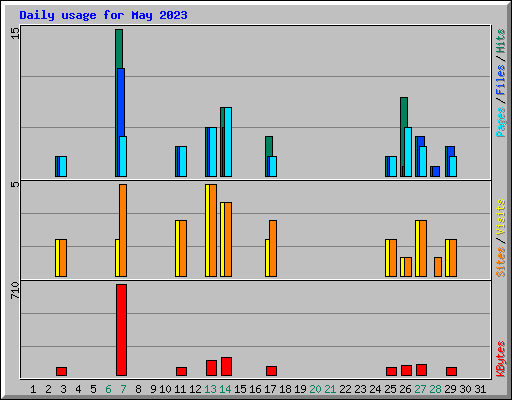 Daily usage for May 2023
15
Pages / Files / Hits
5
Sites / Visits
710
KBytes
1 2 3 4 5 6 7 8 9 10 11 12 13 14 15 16 17 18 19 20 21 22 23 24 25 26 27 28 29 30 31